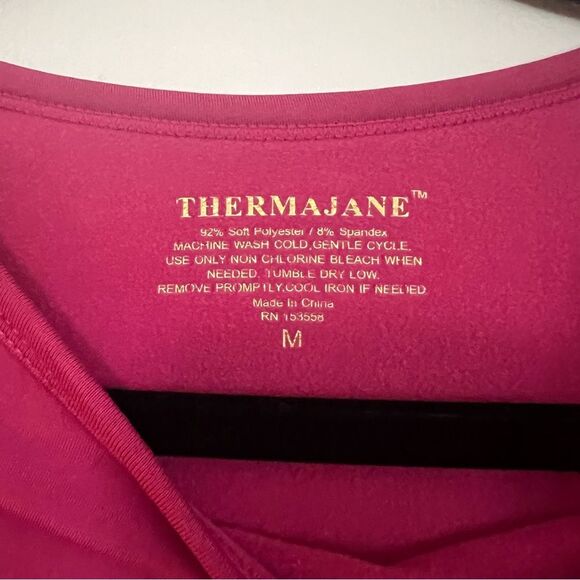 THERMAJANE™
92% Soft Polyester / 8% Spandex
MACHINE WASH COLD,GENTLE CYCLE,
USE ONLY NON CHLORINE BLEACH WHEN
NEEDED. TUMBLE DRY LOW.
REMOVE PROMPTLY.COOL IRON IF NEEDED
Made In China
RN 153558
M